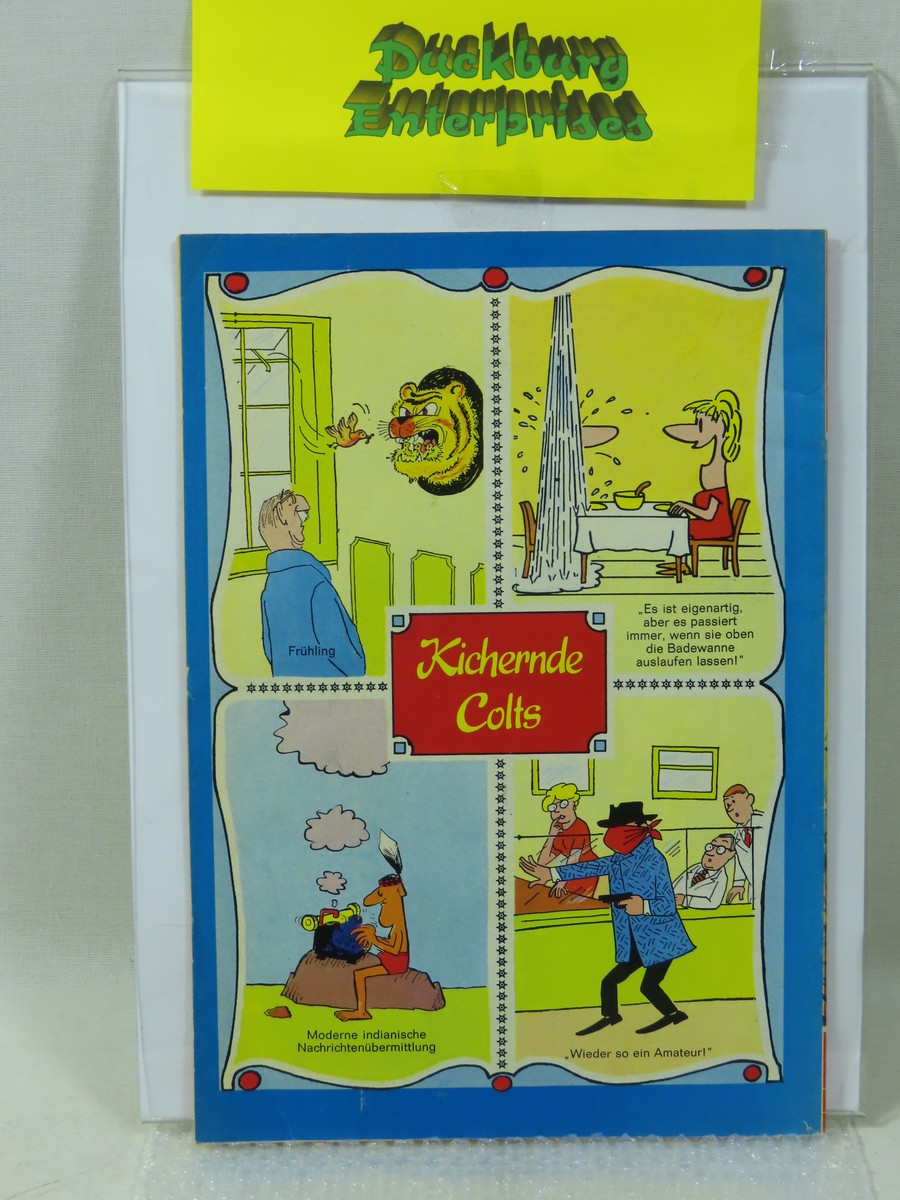 Duckburg
Enterprises
Frühling
„Es ist eigenartig,
aber es passiert
immer, wenn sie oben
die Badewanne
auslaufen lassen!“
Kichernde
Colts
Moderne indianische
Nachrichtenübermittlung
„Wieder so ein Amateur!“